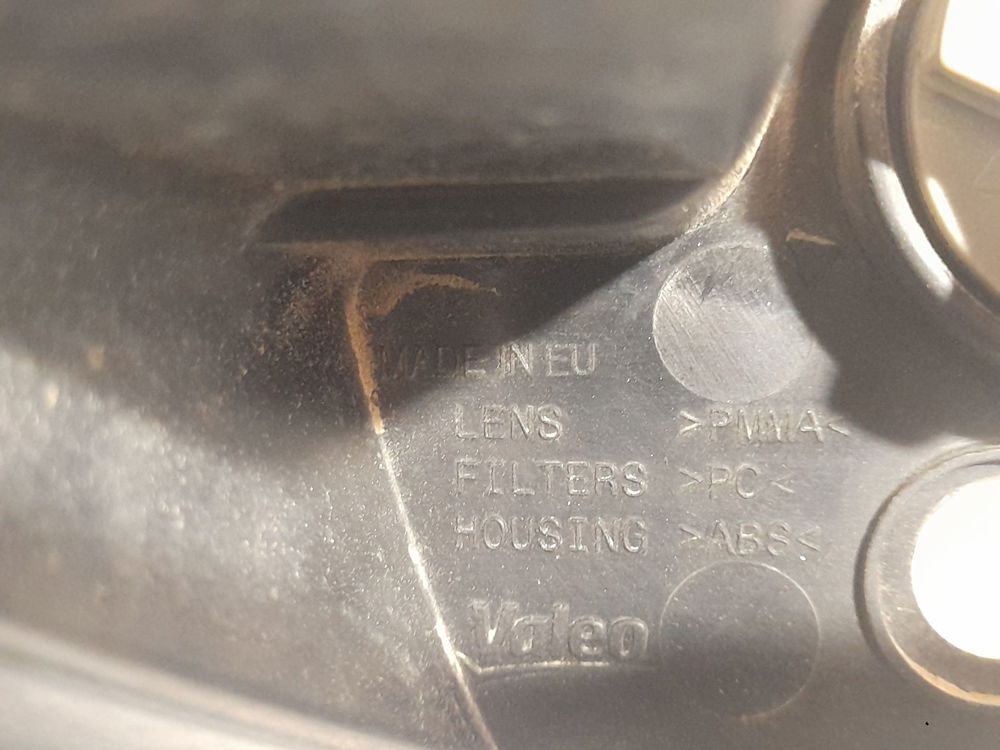 MADE IN EU
LENS >PMMA<
FILTERS >PC<
HOUSING >ABS<
Valeo